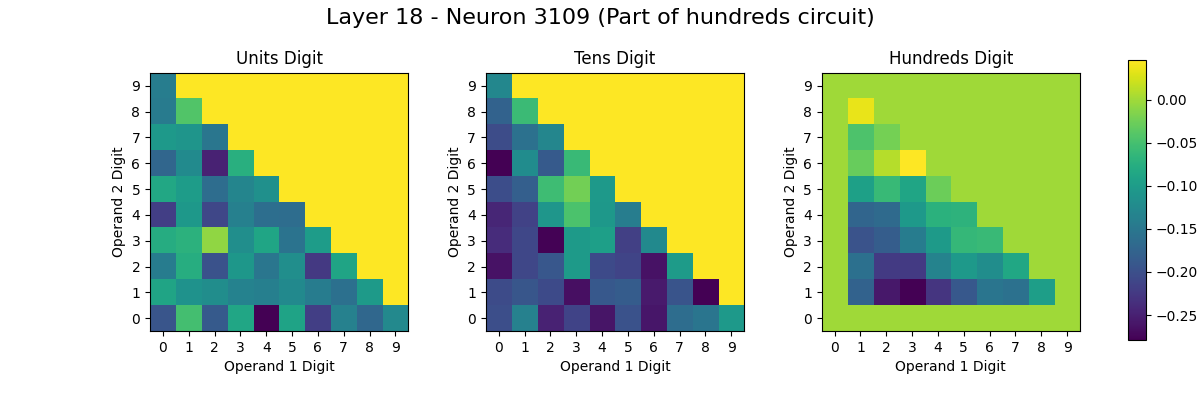 Layer 18 - Neuron 3109 (Part of hundreds circuit)
Units Digit
Tens Digit
Hundreds Digit
Operand 2 Digit
9
8
7
6
5
4
3
2
1
0
0 1 2 3 4 5 6 7 8 9
Operand 1 Digit
Operand 2 Digit
9
8
7
6
5
4
3
2
1
0
0 1 2 3 4 5 6 7 8 9
Operand 1 Digit
Operand 2 Digit
9
8
7
6
5
4
3
2
1
0
0 1 2 3 4 5 6 7 8 9
Operand 1 Digit
0.00
−0.05
−0.10
−0.15
−0.20
−0.25